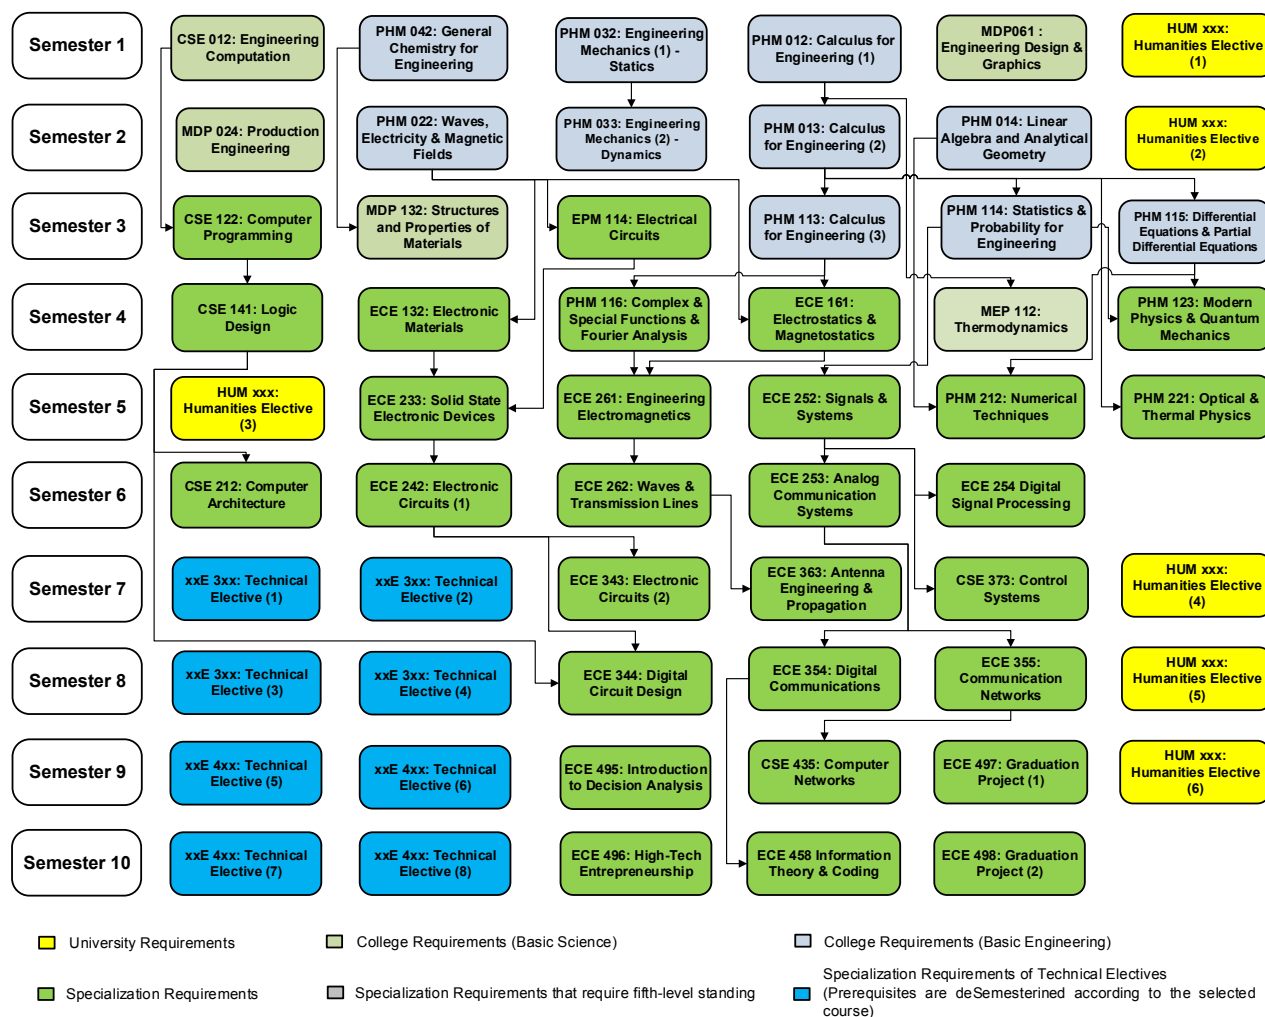 Semester 1
CSE 012: Engineering
Computation
PHM 042: General
Chemistry for
Engineering
PHM 032: Engineering
Mechanics (1) -
Statics
PHM 012: Calculus for
Engineering (1)
MDP061 :
Engineering Design &
Graphics
HUM xxx:
Humanities Elective
(1)
Semester 2
MDP 024: Production
Engineering
PHM 022: Waves,
Electricity & Magnetic
Fields
PHM 033: Engineering
Mechanics (2) -
Dynamics
PHM 013: Calculus
for Engineering (2)
PHM 014: Linear
Algebra and Analytical
Geometry
HUM xxx:
Humanities Elective
(2)
Semester 3
CSE 122: Computer
Programming
MDP 132: Structures
and Properties of
Materials
EPM 114: Electrical
Circuits
PHM 113: Calculus
for Engineering (3)
PHM 114: Statistics &
Probability for
Engineering
PHM 115: Differential
Equations & Partial
Differential Equations
Semester 4
CSE 141: Logic
Design
ECE 132: Electronic
Materials
PHM 116: Complex &
Special Functions &
Fourier Analysis
ECE 161:
Electrostatics &
Magnetostatics
MEP 112:
Thermodynamics
PHM 123: Modern
Physics & Quantum
Mechanics
Semester 5
HUM xxx:
Humanities Elective
(3)
ECE 233: Solid State
Electronic Devices
ECE 261: Engineering
Electromagnetics
ECE 252: Signals &
Systems
PHM 212: Numerical
Techniques
PHM 221: Optical &
Thermal Physics
Semester 6
CSE 212: Computer
Architecture
ECE 242: Electronic
Circuits (1)
ECE 262: Waves &
Transmission Lines
ECE 253: Analog
Communication
Systems
ECE 254 Digital
Signal Processing
Semester 7
xxE 3xx: Technical
Elective (1)
xxE 3xx: Technical
Elective (2)
ECE 343: Electronic
Circuits (2)
ECE 363: Antenna
Engineering &
Propagation
CSE 373: Control
Systems
HUM xxx:
Humanities Elective
(4)
Semester 8
xxE 3xx: Technical
Elective (3)
xxE 3xx: Technical
Elective (4)
ECE 344: Digital
Circuit Design
ECE 354: Digital
Communications
ECE 355:
Communication
Networks
HUM xxx:
Humanities Elective
(5)
Semester 9
xxE 4xx: Technical
Elective (5)
xxE 4xx: Technical
Elective (6)
ECE 495: Introduction
to Decision Analysis
CSE 435: Computer
Networks
ECE 497: Graduation
Project (1)
HUM xxx:
Humanities Elective
(6)
Semester 10
xxE 4xx: Technical
Elective (7)
xxE 4xx: Technical
Elective (8)
ECE 496: High-Tech
Entrepreneurship
ECE 458 Information
Theory & Coding
ECE 498: Graduation
Project (2)
University Requirements
College Requirements (Basic Science)
College Requirements (Basic Engineering)
Specialization Requirements
Specialization Requirements that require fifth-level standing
Specialization Requirements of Technical Electives
(Prerequisites are deSemesterined according to the selected
course)